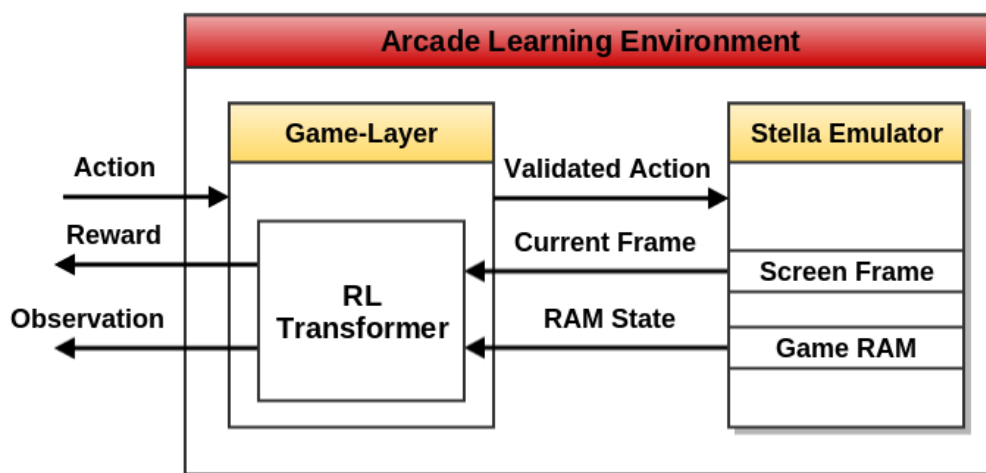 Arcade Learning Environment
Game-Layer
Stella Emulator
Action
Validated Action
Reward
Current Frame
Screen Frame
RL
Transformer
Observation
RAM State
Game RAM